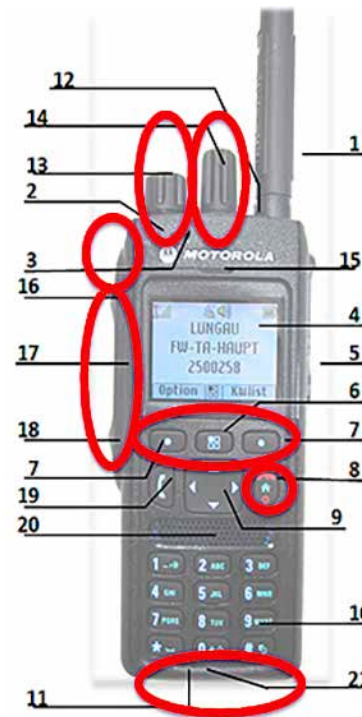 12
14
1
13
2
3
MOTOROLA
15
16
4
LUNGAU
FW-TA-HAUPT
2500258
17
5
Option Kwlist
6
18
7
7
8
19
9
20
1
2 ABC
3 DEF
4 GHI
5 JKL
6 MNO
7 PQRS
8 TUV
9
10
*
0
#
11